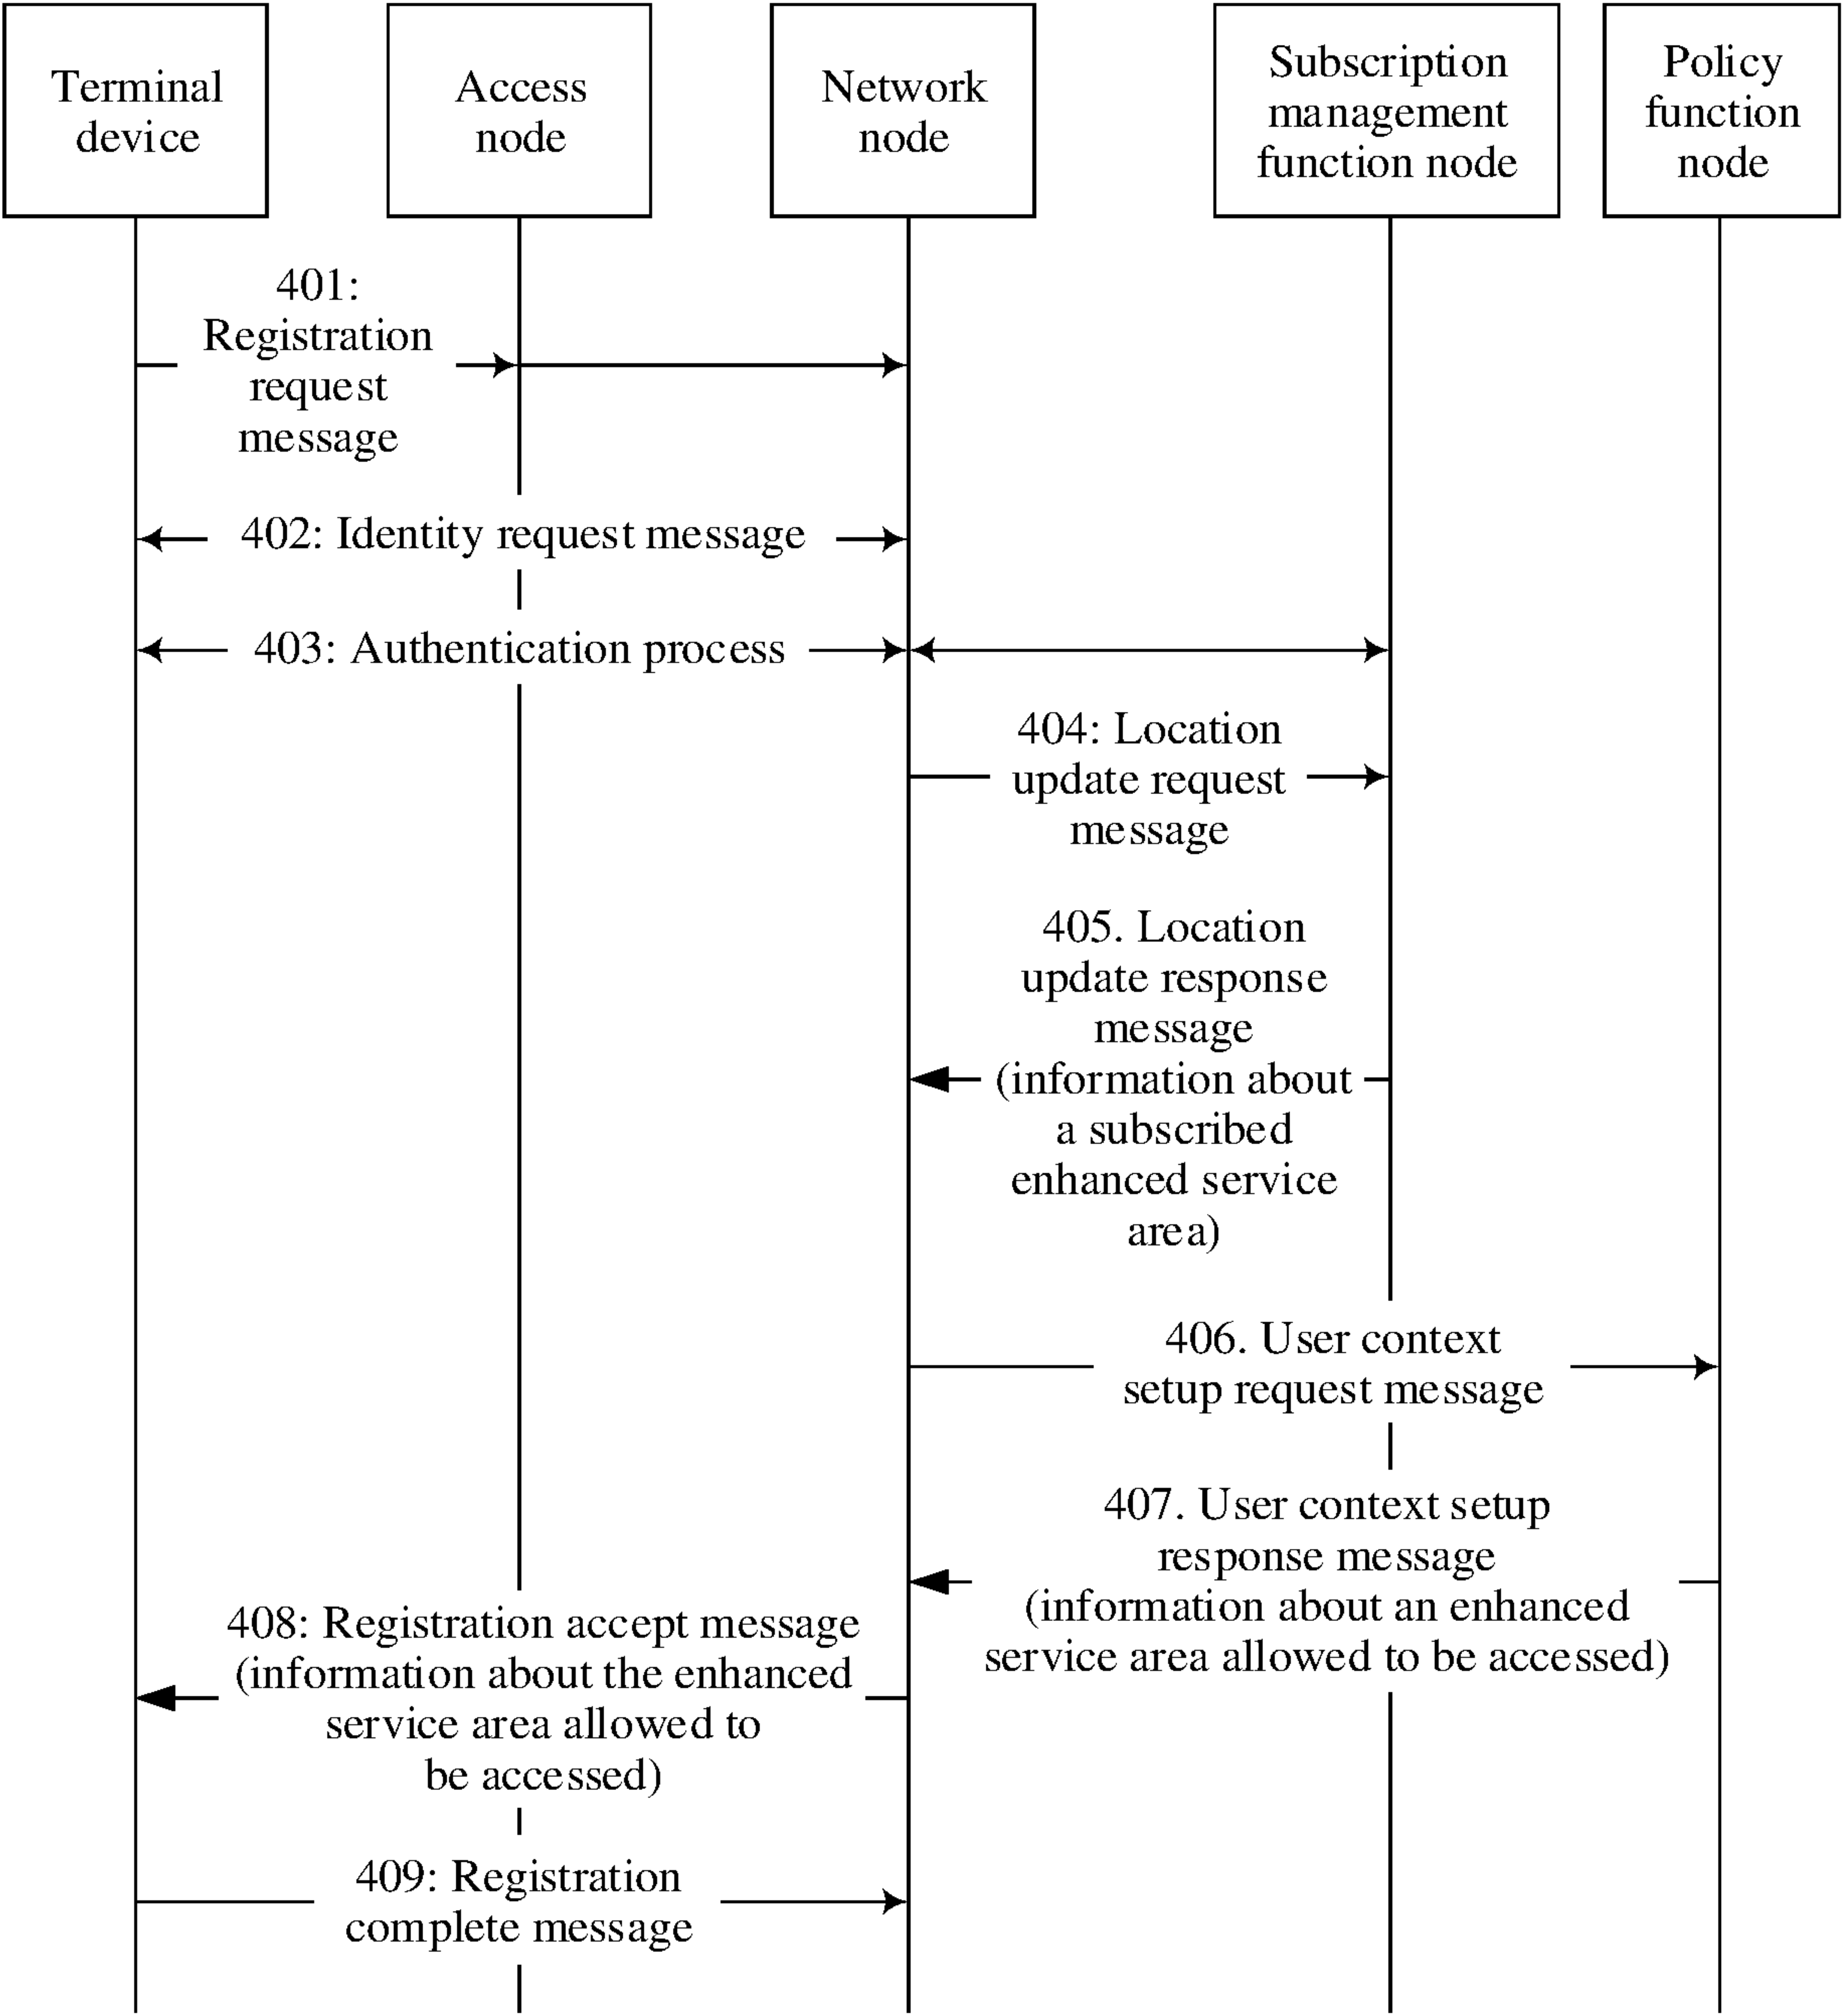 Terminal
device
Access
node
Network
node
Subscription
management
function node
Policy
function
node
401:
Registration
request
message
402: Identity request message
403: Authentication process
404: Location
update request
message
405. Location
update response
message
(information about
a subscribed
enhanced service
area)
406. User context
setup request message
407. User context setup
response message
(information about an enhanced
service area allowed to be accessed)
408: Registration accept message
(information about the enhanced
service area allowed to
be accessed)
409: Registration
complete message